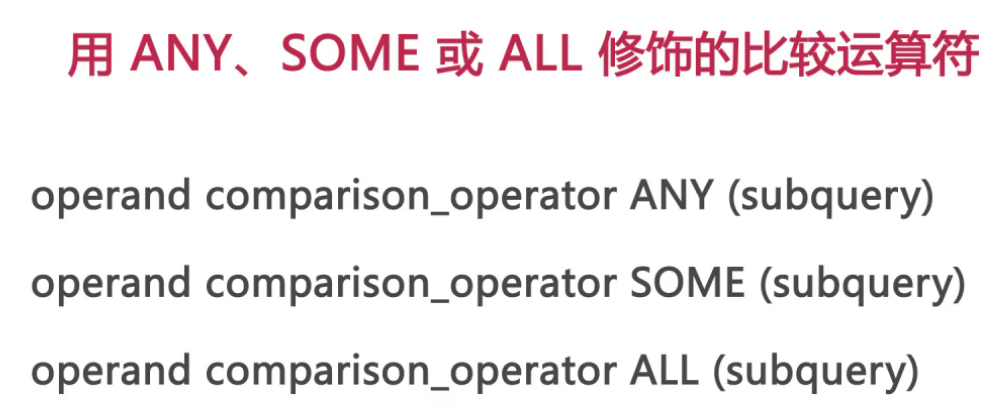 用 ANY、SOME 或 ALL 修饰的比较运算符
operand comparison_operator ANY (subquery)
operand comparison_operator SOME (subquery)
operand comparison_operator ALL (subquery)